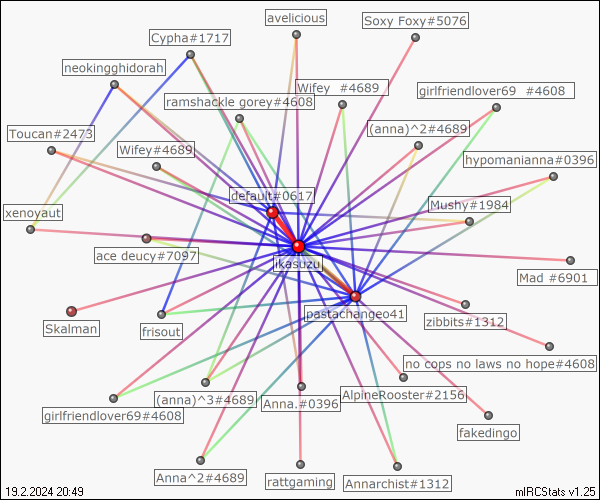 avelicious
Soxy Foxy#5076
Cypha#1717
neokingghidorah
Wifey  #4689
girlfriendlover69  #4608
ramshackle gorey#4608
Toucan#2473
(anna)^2#4689
Wifey#4689
hypomanianna#0396
default#0617
xenoyaut
Mushy#1984
ace deucy#7097
ikasuzu
Mad #6901
pastachangeo41
Skalman
frisout
zibbits#1312
no cops no laws no hope#4608
AlpineRooster#2156
girlfriendlover69#4608
(anna)^3#4689
Anna.#0396
fakedingo
Anna^2#4689
rattgaming
Annarchist#1312
19.2.2024 20:49
mIRCStats v1.25